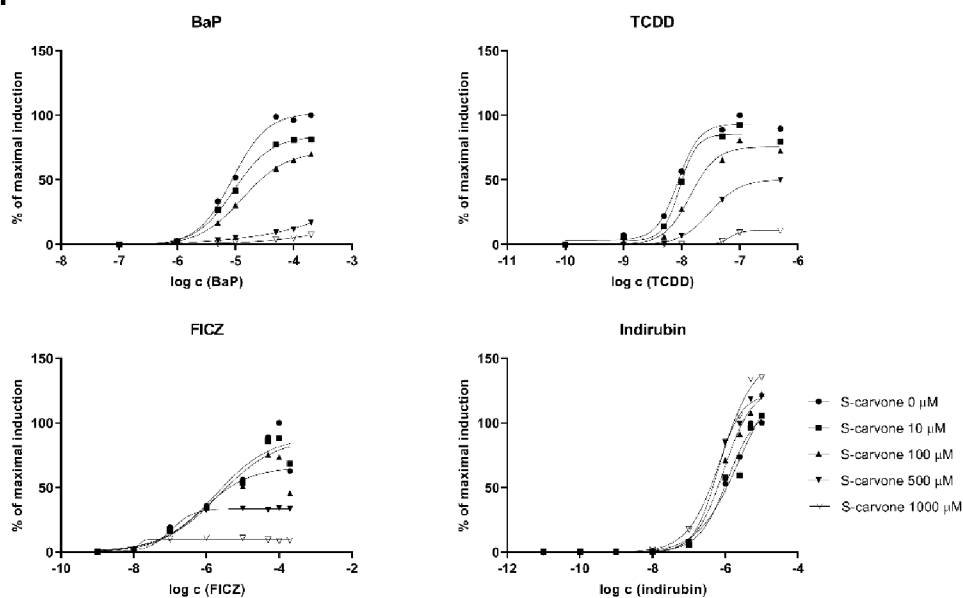 BaP
150
100
50
0
% of maximal induction
-8 -7 -6 -5 -4 -3
log c (BaP)
TCDD
150
100
50
0
% of maximal induction
-11 -10 -9 -8 -7 -6
log c (TCDD)
FICZ
150
100
50
0
% of maximal induction
-10 -8 -6 -4 -2
log c (FICZ)
Indirubin
150
100
50
0
% of maximal induction
-12 -10 -8 -6 -4
log c (indirubin)
S-carvone 0 μM
S-carvone 10 μM
S-carvone 100 μM
S-carvone 500 μM
S-carvone 1000 μM